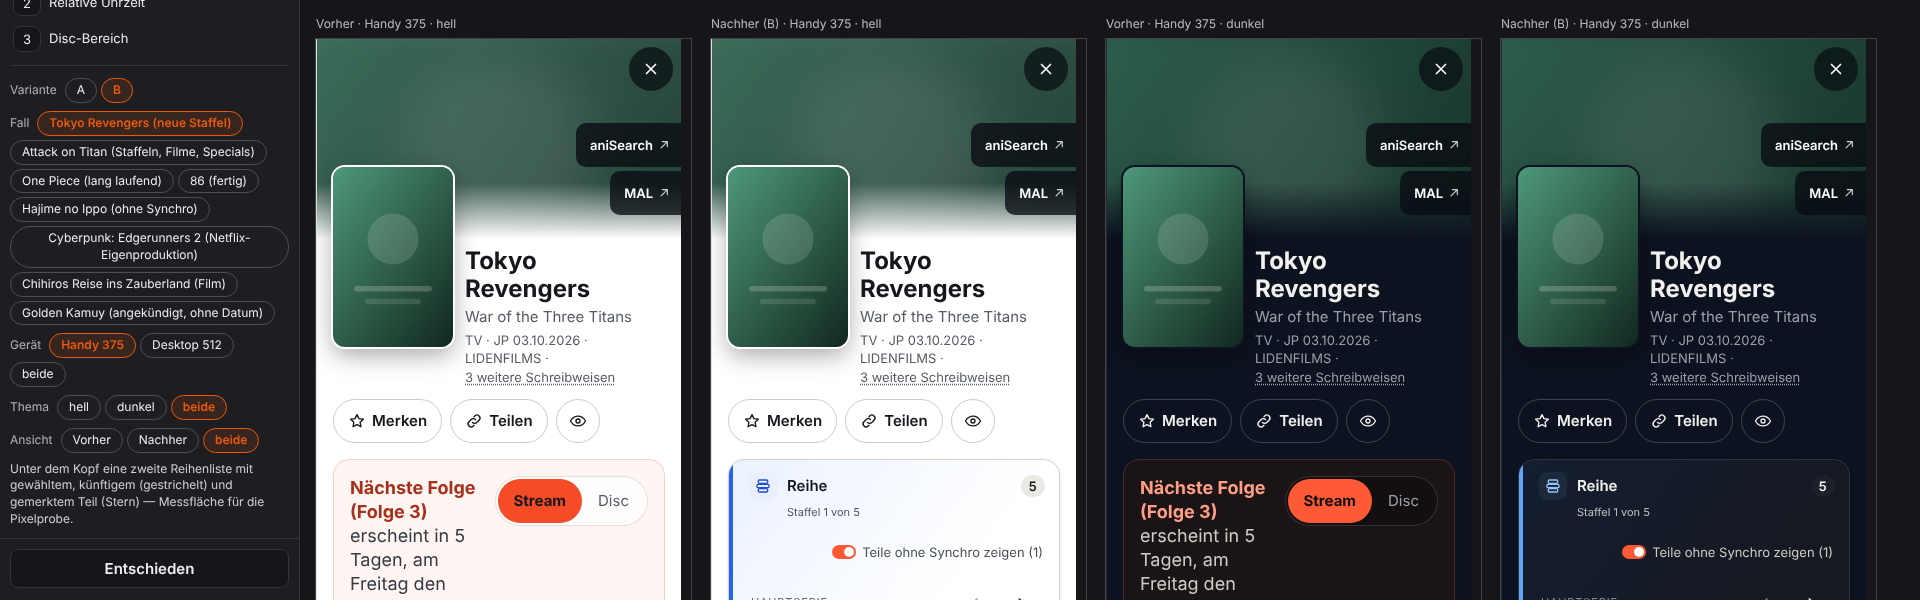 2 Relative Uhrzeit
3 Disc-Bereich
Variante A B
Fall Tokyo Revengers (neue Staffel)
Attack on Titan (Staffeln, Filme, Specials)
One Piece (lang laufend) 86 (fertig)
Hajime no Ippo (ohne Synchro)
Cyberpunk: Edgerunners 2 (Netflix-
Eigenproduktion)
Chihiros Reise ins Zauberland (Film)
Golden Kamuy (angekündigt, ohne Datum)
Gerät Handy 375 Desktop 512
beide
Thema hell dunkel beide
Ansicht Vorher Nachher beide
Unter dem Kopf eine zweite Reihenliste mit
gewähltem, künftigem (gestrichelt) und
gemerktem Teil (Stern) — Messfläche für die
Pixelprobe.
Entschieden
Vorher · Handy 375 · hell
aniSearch ↗
MAL ↗
Tokyo
Revengers
War of the Three Titans
TV · JP 03.10.2026 ·
LIDENFILMS ·
3 weitere Schreibweisen
Merken Teilen
Nächste Folge
(Folge 3)
erscheint in 5
Tagen, am
Freitag den
Stream Disc
Nachher (B) · Handy 375 · hell
aniSearch ↗
MAL ↗
Tokyo
Revengers
War of the Three Titans
TV · JP 03.10.2026 ·
LIDENFILMS ·
3 weitere Schreibweisen
Merken Teilen
Reihe 5
Staffel 1 von 5
Teile ohne Synchro zeigen (1)
Vorher · Handy 375 · dunkel
aniSearch ↗
MAL ↗
Tokyo
Revengers
War of the Three Titans
TV · JP 03.10.2026 ·
LIDENFILMS ·
3 weitere Schreibweisen
Merken Teilen
Nächste Folge
(Folge 3)
erscheint in 5
Tagen, am
Freitag den
Stream Disc
Nachher (B) · Handy 375 · dunkel
aniSearch ↗
MAL ↗
Tokyo
Revengers
War of the Three Titans
TV · JP 03.10.2026 ·
LIDENFILMS ·
3 weitere Schreibweisen
Merken Teilen
Reihe 5
Staffel 1 von 5
Teile ohne Synchro zeigen (1)